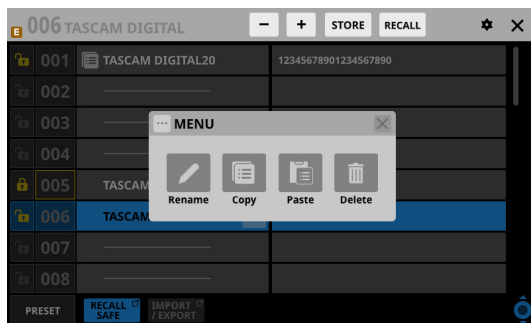 E 006 TASCAM DIGITAL − + STORE RECALL
001 TASCAM DIGITAL20 12345678901234567890
002
003
MENU
004
Rename Copy Paste Delete
005 TASCAM
006 TASCAM
007
008
PRESET RECALL SAFE IMPORT / EXPORT